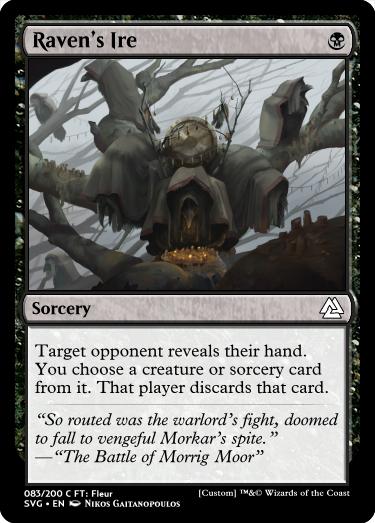 Raven's Ire
Sorcery
Target opponent reveals their hand.
You choose a creature or sorcery card
from it. That player discards that card.
"So routed was the warlord's fight, doomed
to fall to vengeful Morkar's spite."
—"The Battle of Morrig Moor"
083/200 C FT: Fleur
[Custom] ™&© Wizards of the Coast
SVG • EN Nikos Gaitanopoulos